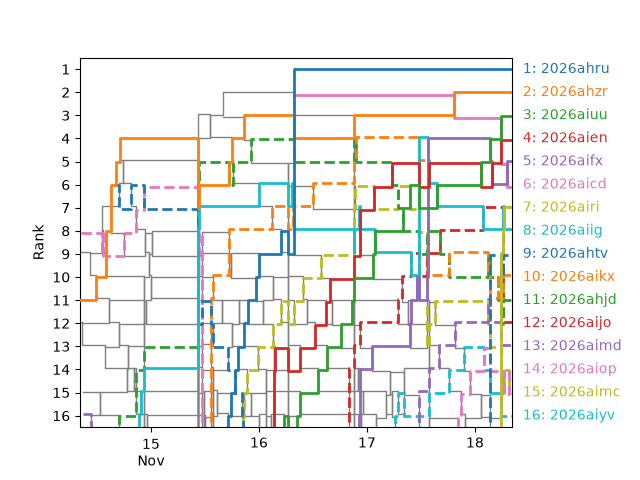 1
2
3
4
5
6
7
8
9
10
11
12
13
14
15
16
Rank
15
16
17
18
Nov
1: 2026ahru
2: 2026ahzr
3: 2026aiuu
4: 2026aien
5: 2026aifx
6: 2026aicd
7: 2026airi
8: 2026aiig
9: 2026ahtv
10: 2026aikx
11: 2026ahjd
12: 2026aijo
13: 2026aimd
14: 2026aiop
15: 2026aimc
16: 2026aiyv